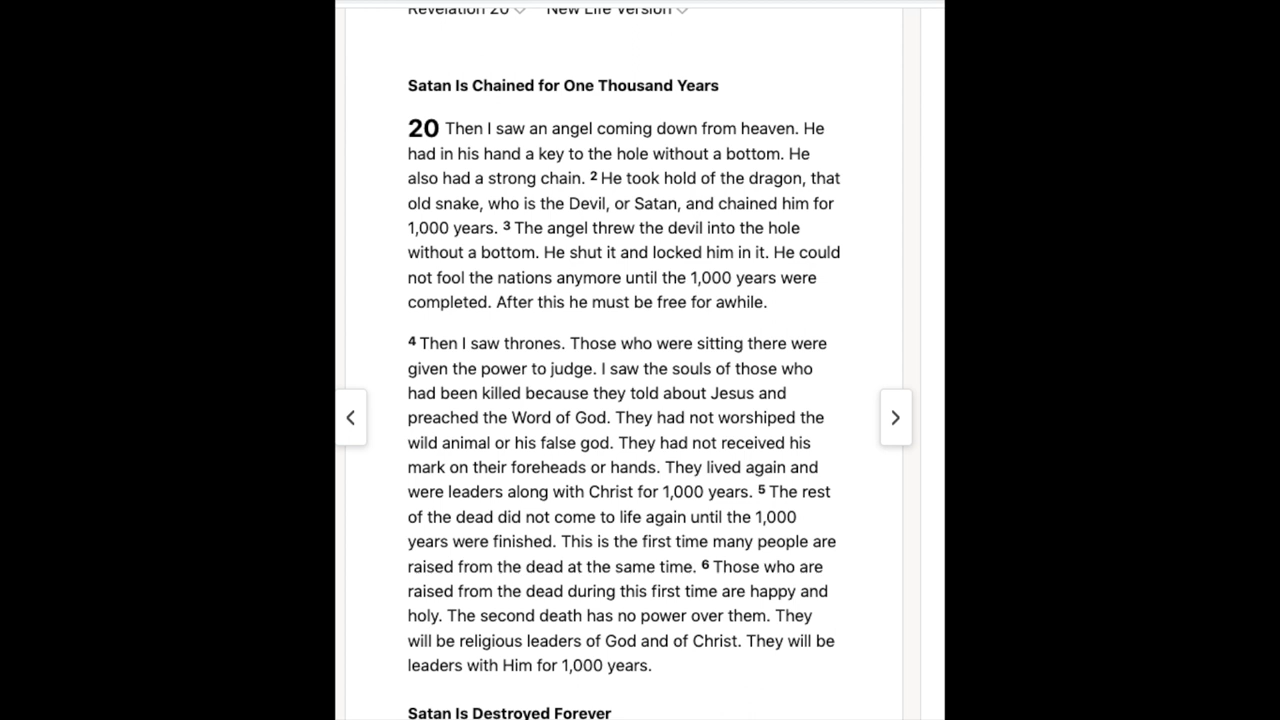 Revelation 20 New Life Version
Satan Is Chained for One Thousand Years
20 Then I saw an angel coming down from heaven. He
had in his hand a key to the hole without a bottom. He
also had a strong chain. 2 He took hold of the dragon, that
old snake, who is the Devil, or Satan, and chained him for
1,000 years. 3 The angel threw the devil into the hole
without a bottom. He shut it and locked him in it. He could
not fool the nations anymore until the 1,000 years were
completed. After this he must be free for awhile.
4 Then I saw thrones. Those who were sitting there were
given the power to judge. I saw the souls of those who
had been killed because they told about Jesus and
preached the Word of God. They had not worshiped the
wild animal or his false god. They had not received his
mark on their foreheads or hands. They lived again and
were leaders along with Christ for 1,000 years. 5 The rest
of the dead did not come to life again until the 1,000
years were finished. This is the first time many people are
raised from the dead at the same time. 6 Those who are
raised from the dead during this first time are happy and
holy. The second death has no power over them. They
will be religious leaders of God and of Christ. They will be
leaders with Him for 1,000 years.
Satan Is Destroyed Forever